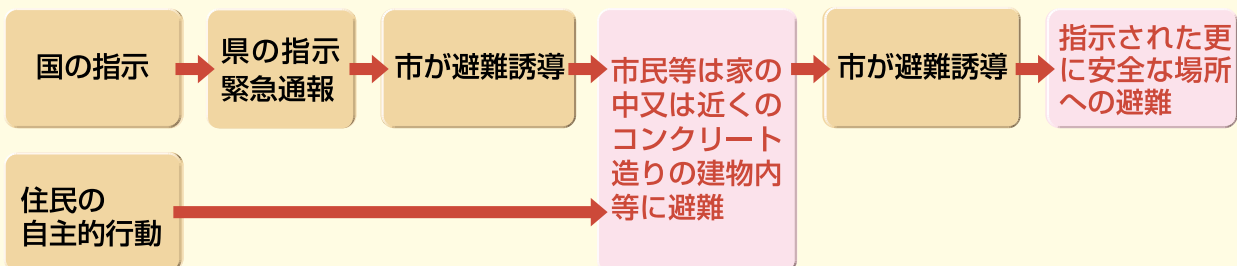 国の指示
県の指示
緊急通報
市が避難誘導
市民等は家の
中又は近くの
コンクリート
造りの建物内
等に避難
市が避難誘導
指示された更
に安全な場所
への避難
住民の
自主的行動